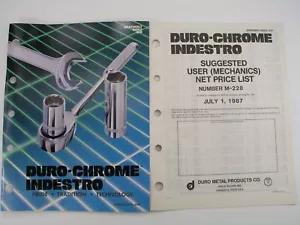 DURO-CHROME
INDESTRO
PRIDE • TRADITION • TECHNOLOGY
DURO-CHROME
INDESTRO
SUGGESTED
USER (MECHANICS)
NET PRICE LIST
NUMBER M-228
JULY 1, 1987
DURO METAL PRODUCTS CO.